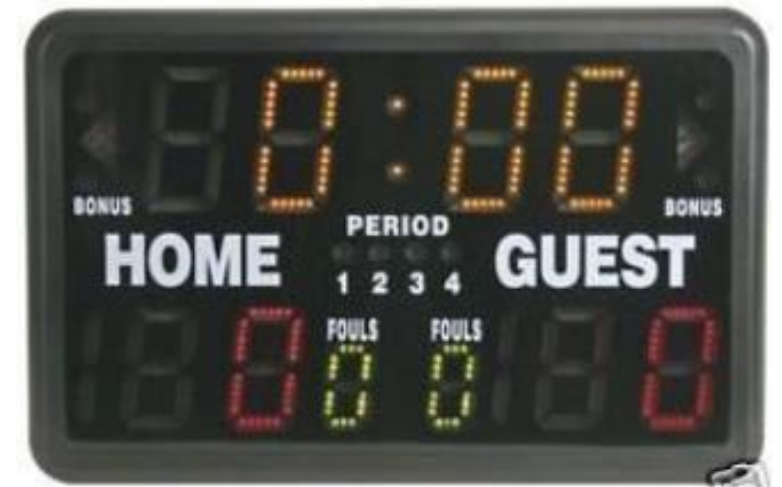 0:00
BONUS BONUS
PERIOD
HOME GUEST
1 2 3 4
FOULS FOULS
0 0 0 0